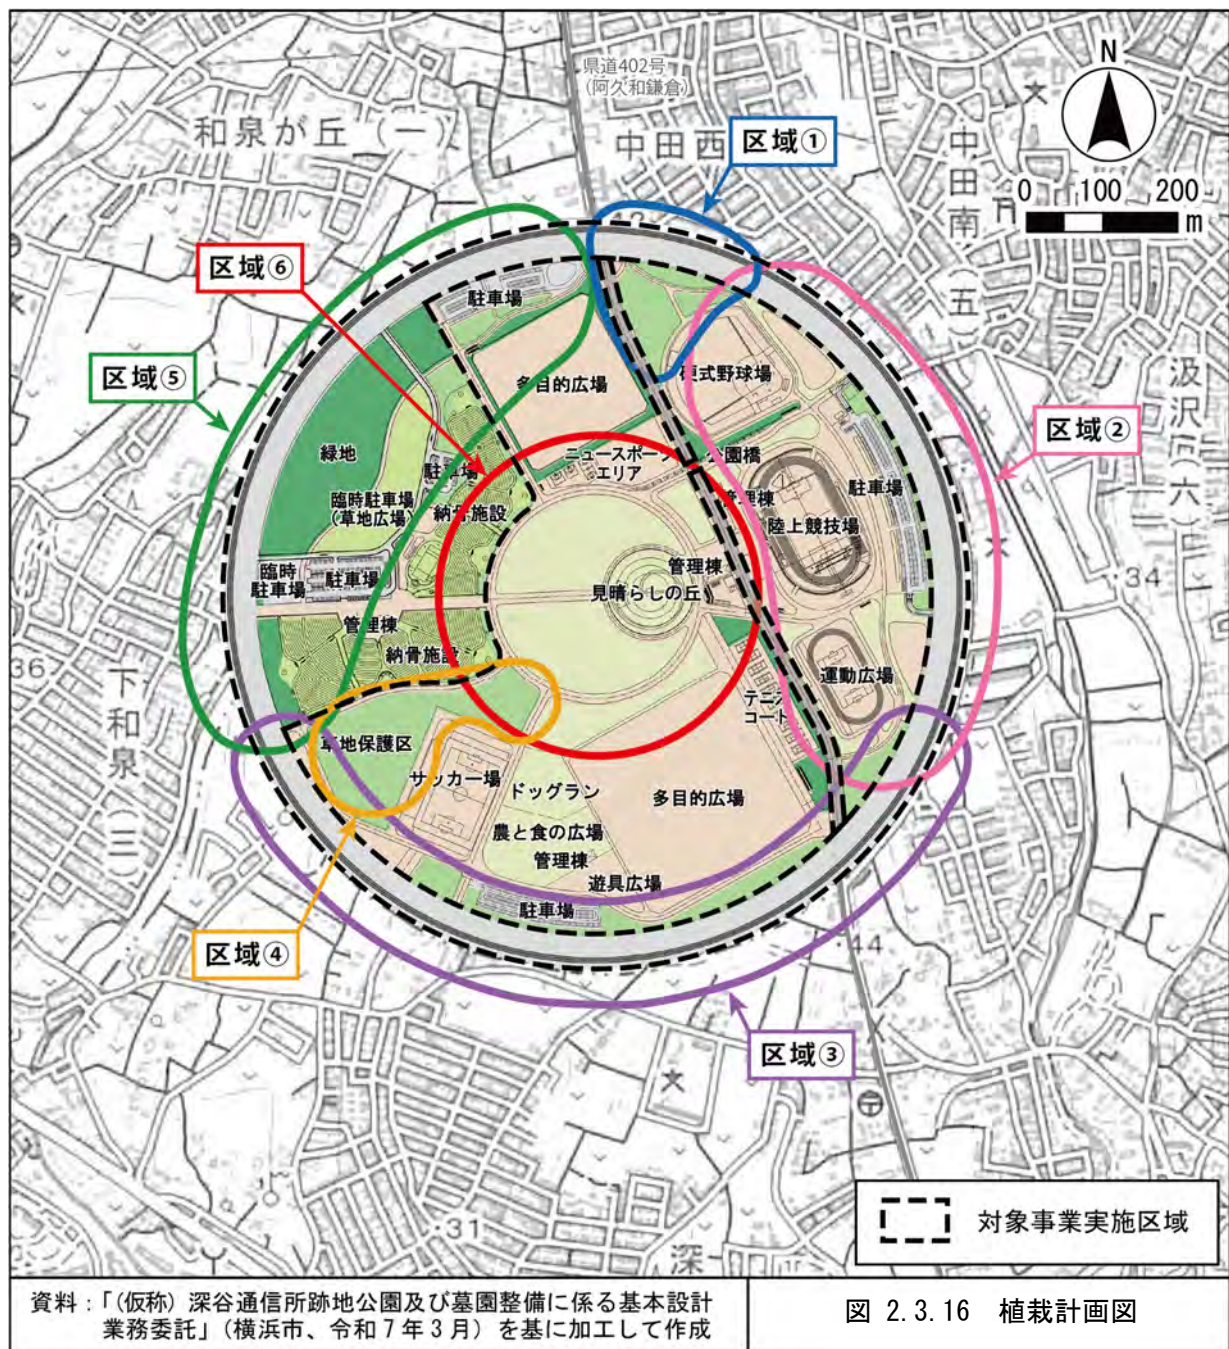 県道402号
(阿久和鎌倉)
和泉が丘(一)
中田西
区域①
中田南(五)
N
0 100 200
m
区域⑥
駐車場
区域⑤
多目的広場
硬式野球場
汲沢(六)
区域②
緑地
駐車場
ニュースポーツ
エリア
公園橋
臨時駐車場
(草地広場)
納骨施設
管理棟
陸上競技場
駐車場
臨時
駐車場
駐車場
管理棟
見晴らしの丘
・34
管理棟
納骨施設
36
下和泉(三)
テニス
コート
運動広場
草地保護区
サッカー場
ドッグラン
多目的広場
農と食の広場
管理棟
遊具広場
駐車場
区域④
・44
区域③
・31
深
対象事業実施区域
資料:「(仮称) 深谷通信所跡地公園及び墓園整備に係る基本設計
業務委託」(横浜市、令和7年3月) を基に加工して作成
図 2.3.16 植栽計画図